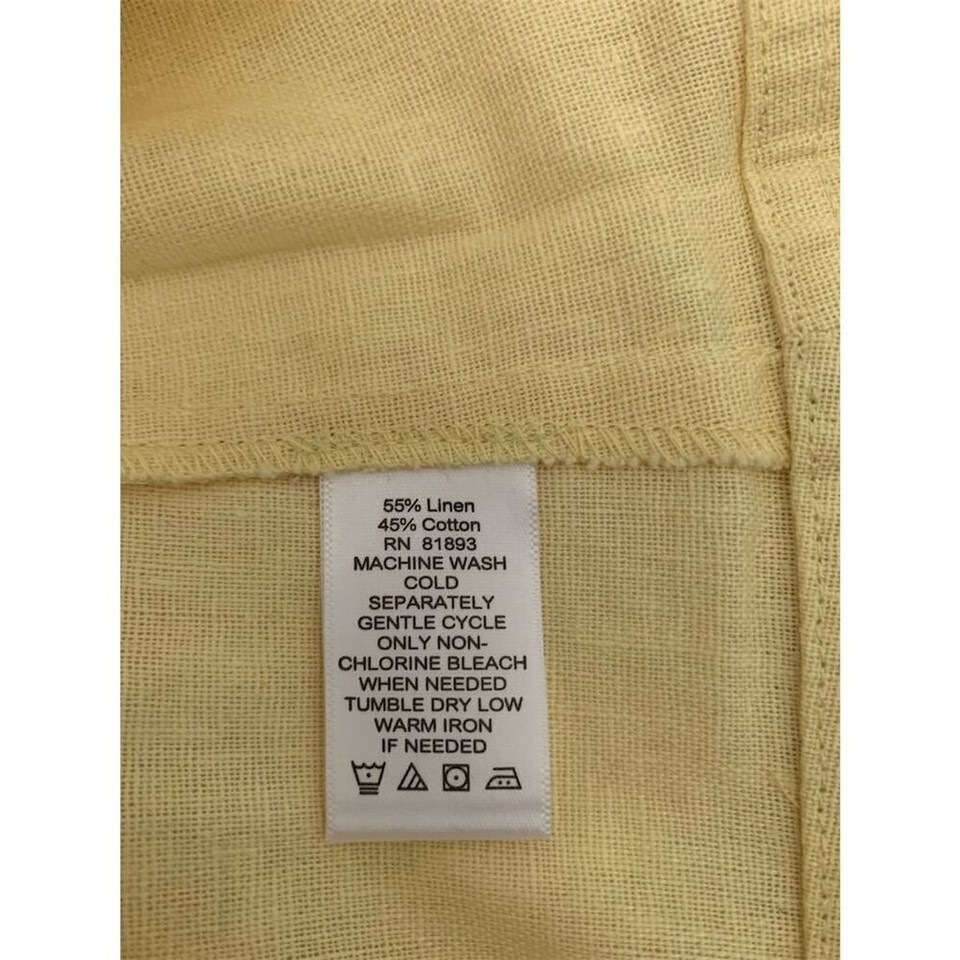 55% Linen
45% Cotton
RN 81893
MACHINE WASH
COLD
SEPARATELY
GENTLE CYCLE
ONLY NON-
CHLORINE BLEACH
WHEN NEEDED
TUMBLE DRY LOW
WARM IRON
IF NEEDED